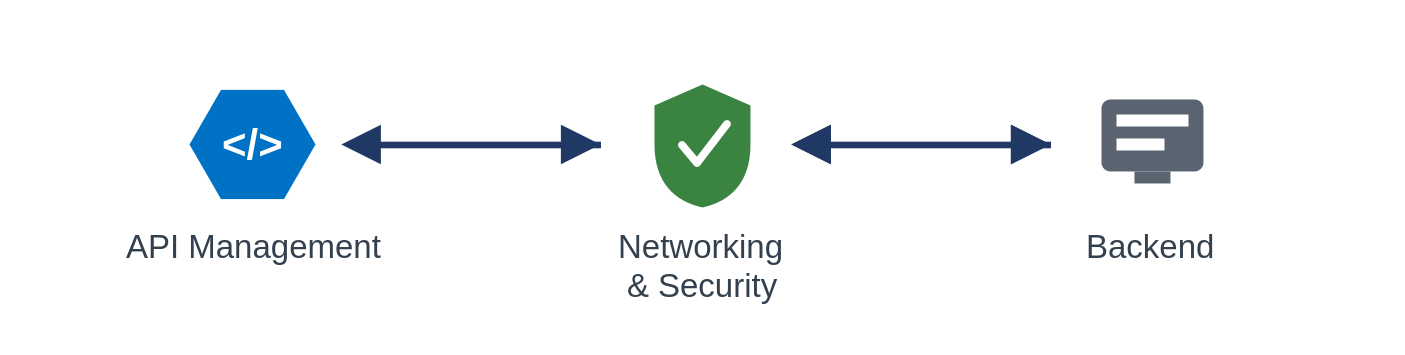 </>
API Management
Networking
& Security
Backend